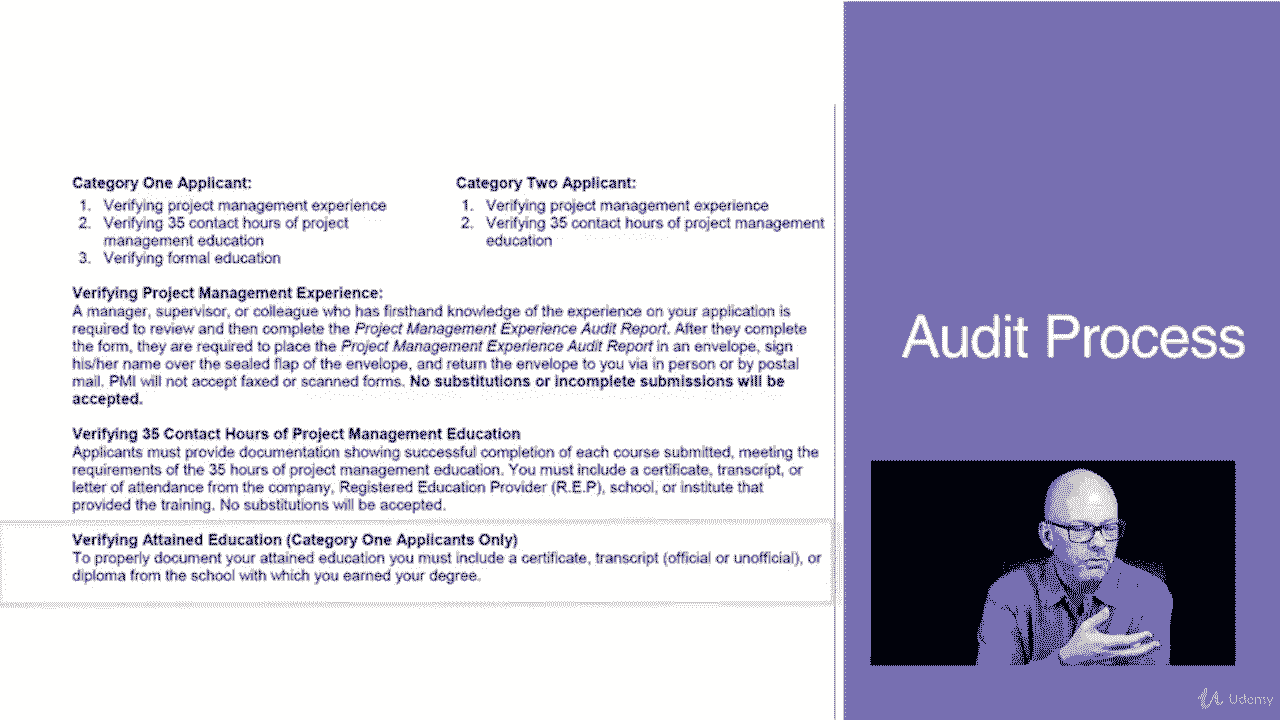 Category One Applicant:
1. Verifying project management experience
2. Verifying 35 contact hours of project
management education
3. Verifying formal education
Category Two Applicant:
1. Verifying project management experience
2. Verifying 35 contact hours of project management
education
Verifying Project Management Experience:
A manager, supervisor, or colleague who has firsthand knowledge of the experience on your application is
required to review and then complete the Project Management Experience Audit Report. After they complete
the form, they are required to place the Project Management Experience Audit Report in an envelope, sign
his/her name over the sealed flap of the envelope, and return the envelope to you via in person or by postal
mail. PMI will not accept faxed or scanned forms. No substitutions or incomplete submissions will be
accepted.
Verifying 35 Contact Hours of Project Management Education
Applicants must provide documentation showing successful completion of each course submitted, meeting the
requirements of the 35 hours of project management education. You must include a certificate, transcript, or
letter of attendance from the company, Registered Education Provider (R.E.P), school, or institute that
provided the training. No substitutions will be accepted.
Verifying Attained Education (Category One Applicants Only)
To properly document your attained education you must include a certificate, transcript (official or unofficial), or
diploma from the school with which you earned your degree.
Audit Process
Udemy